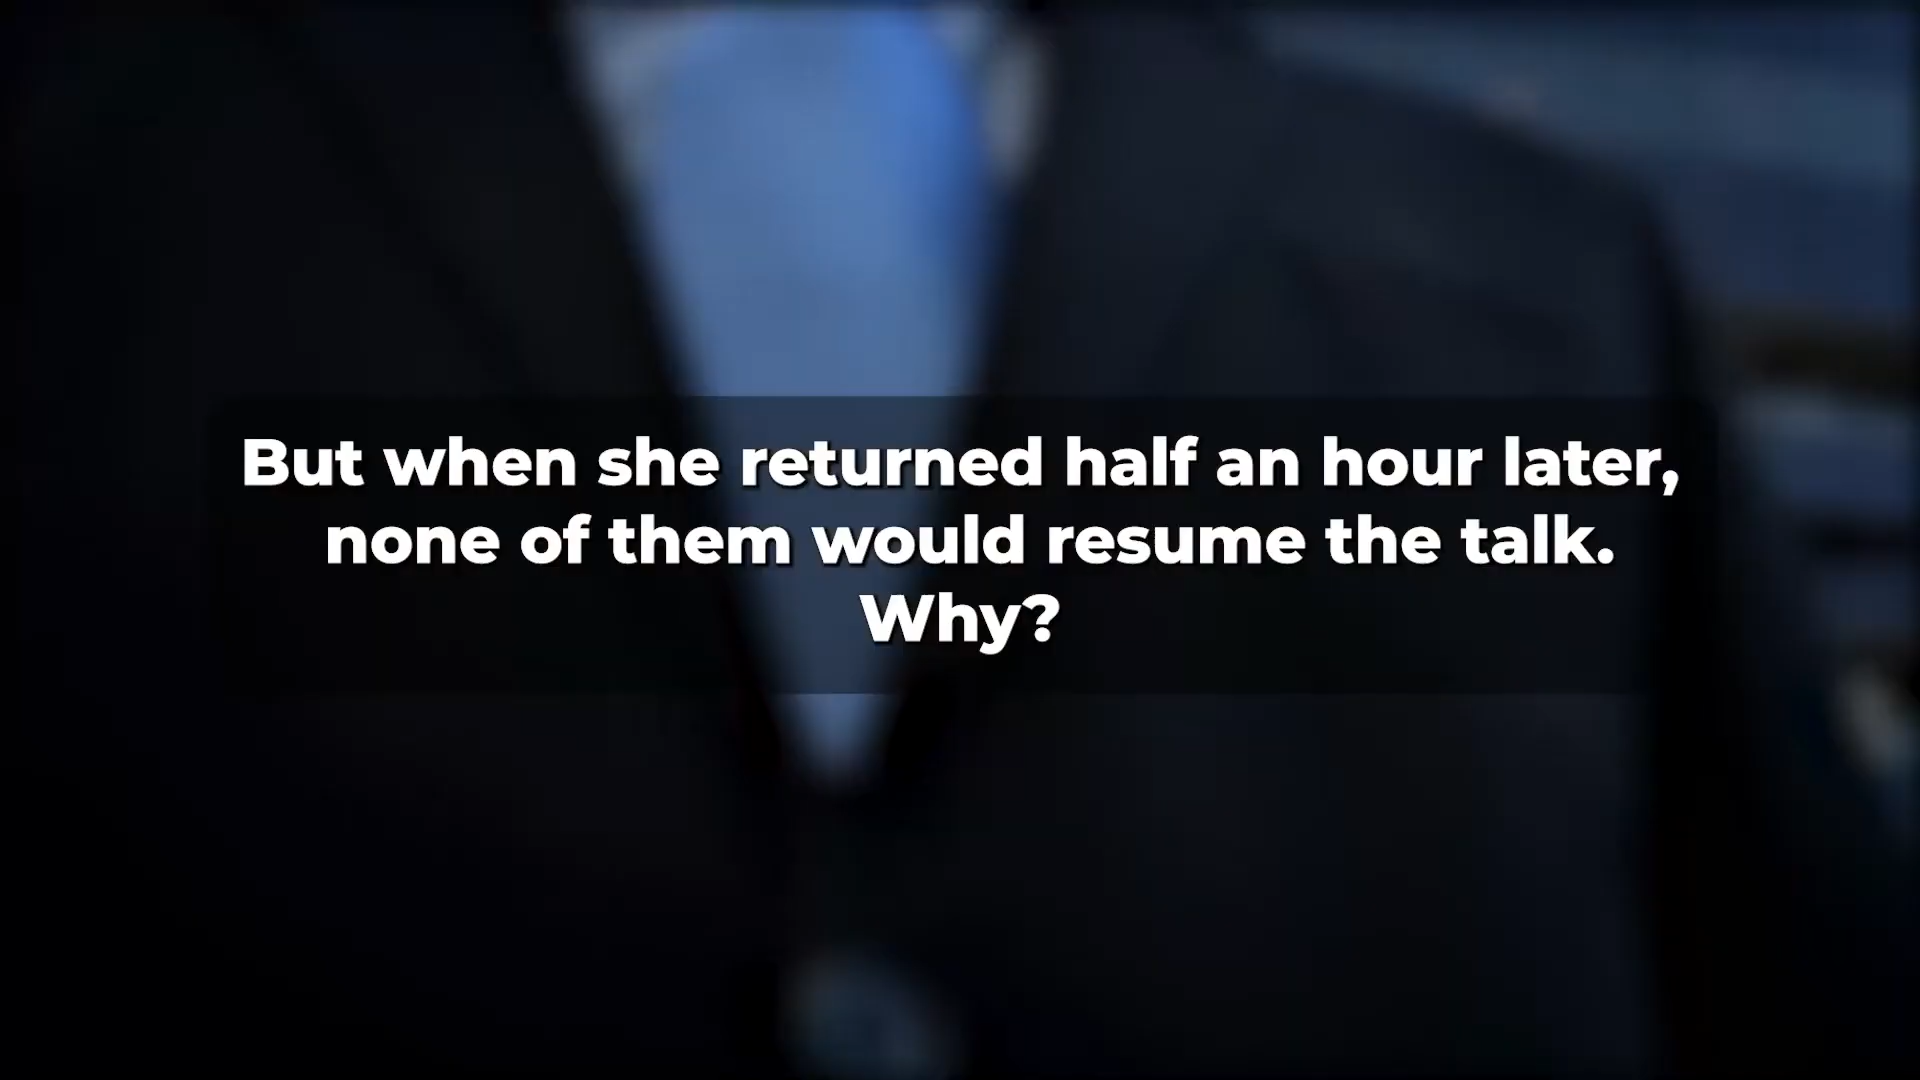 But when she returned half an hour later,
none of them would resume the talk.
Why?